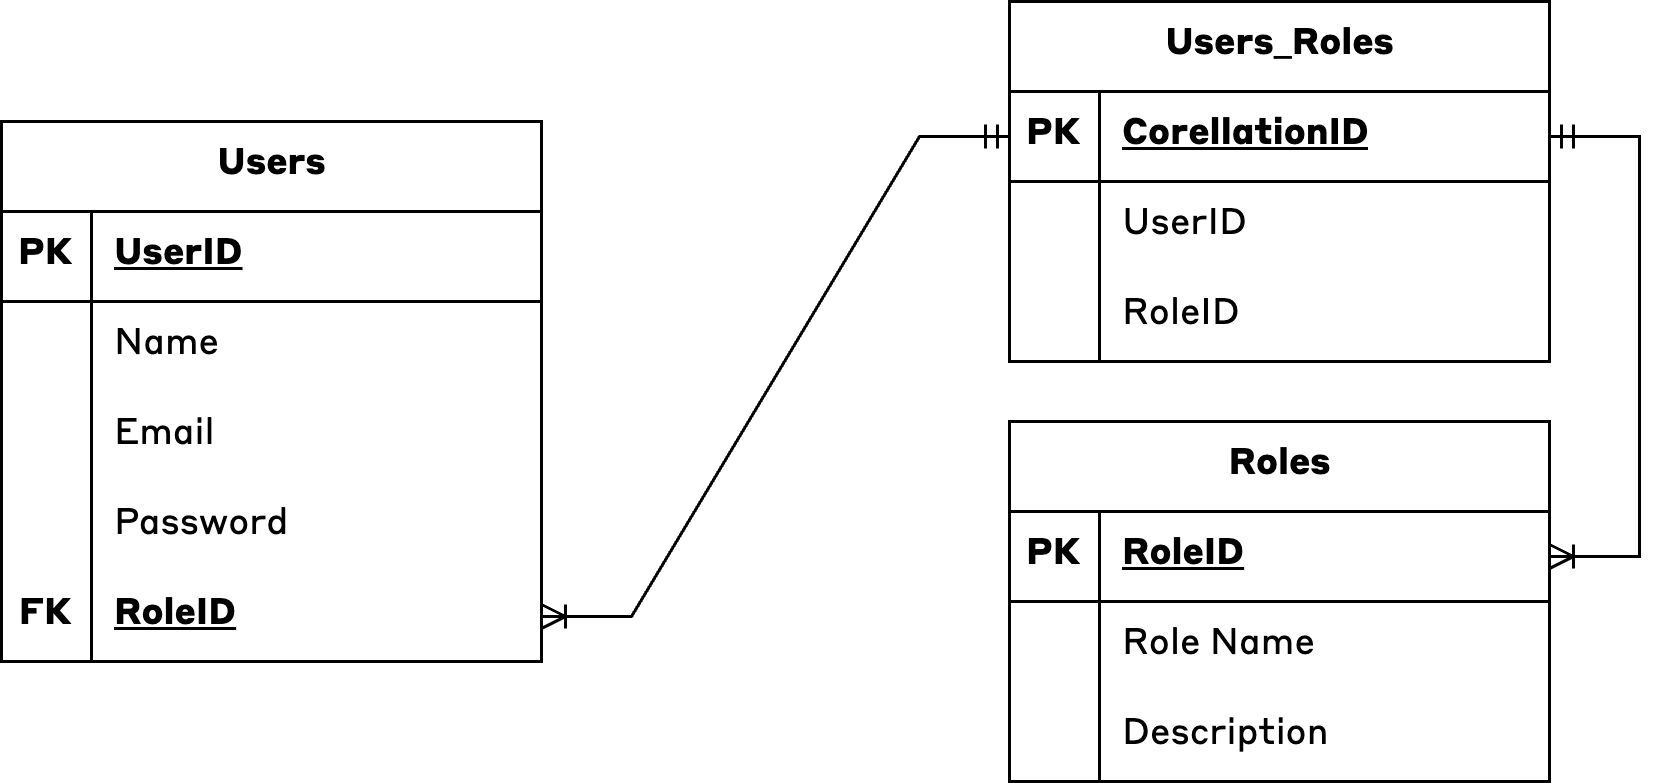 Users
PK UserID
Name
Email
Password
FK RoleID
Users_Roles
PK CorellationID
UserID
RoleID
Roles
PK RoleID
Role Name
Description